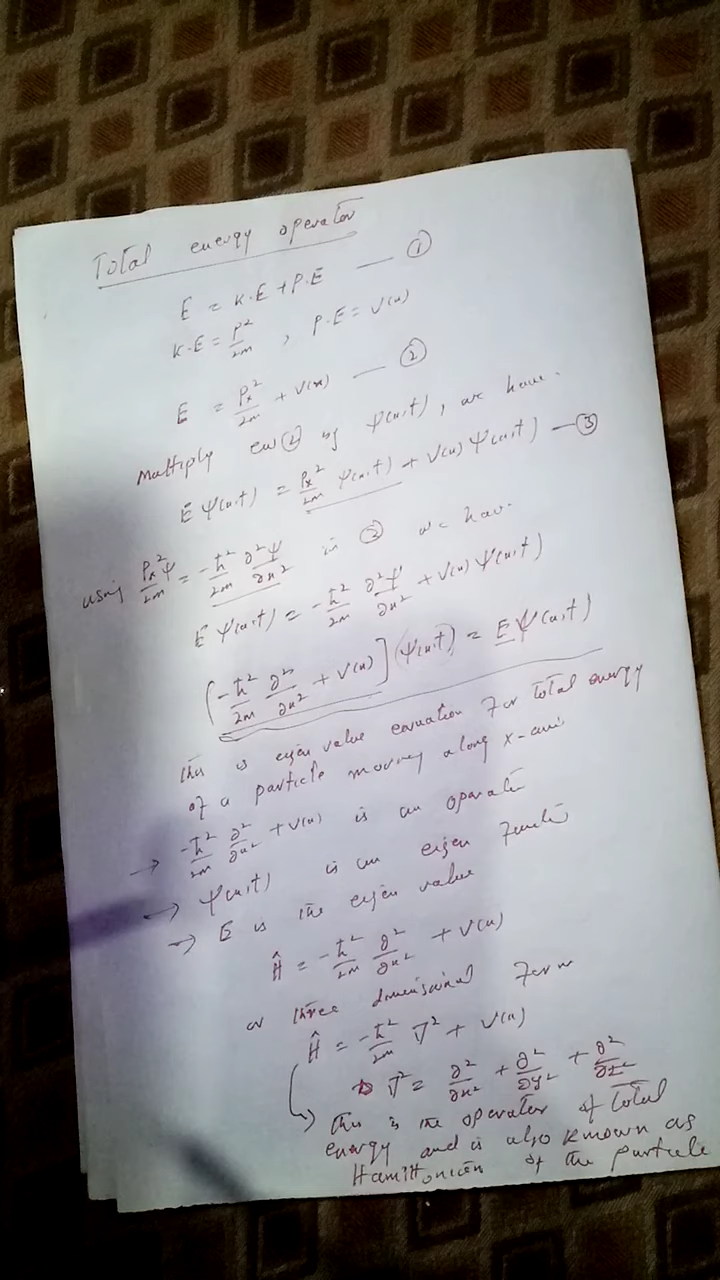 Total energy operator
E = K.E + P.E — ①
K.E = P²/2m , P.E = V(x)
E = Pₓ²/2m + V(x) — ②
Multiply ② by Ψ(x,t), we have.
E Ψ(x,t) = Pₓ²/2m Ψ(x,t) + V(x) Ψ(x,t) — ③
using Pₓ²Ψ/2m = -ħ²/2m ∂²Ψ/∂x² in ③ we have.
E Ψ(x,t) = -ħ²/2m ∂²Ψ/∂x² + V(x) Ψ(x,t)
[-ħ²/2m ∂²/∂x² + V(x)] (Ψ(x,t)) = E Ψ(x,t)
This is eigen value equation for total energy
of a particle moving along x-axis
→ -ħ²/2m ∂²/∂x² + V(x) is an operator
→ Ψ(x,t) is an eigen function
→ E is the eigen value
Ĥ = -ħ²/2m ∂²/∂x² + V(x)
or three dimensional form
Ĥ = -ħ²/2m ∇² + V(x)
∇² = ∂²/∂x² + ∂²/∂y² + ∂²/∂z²
This is the operator of total
energy and is also known as
Hamiltonian of the particle